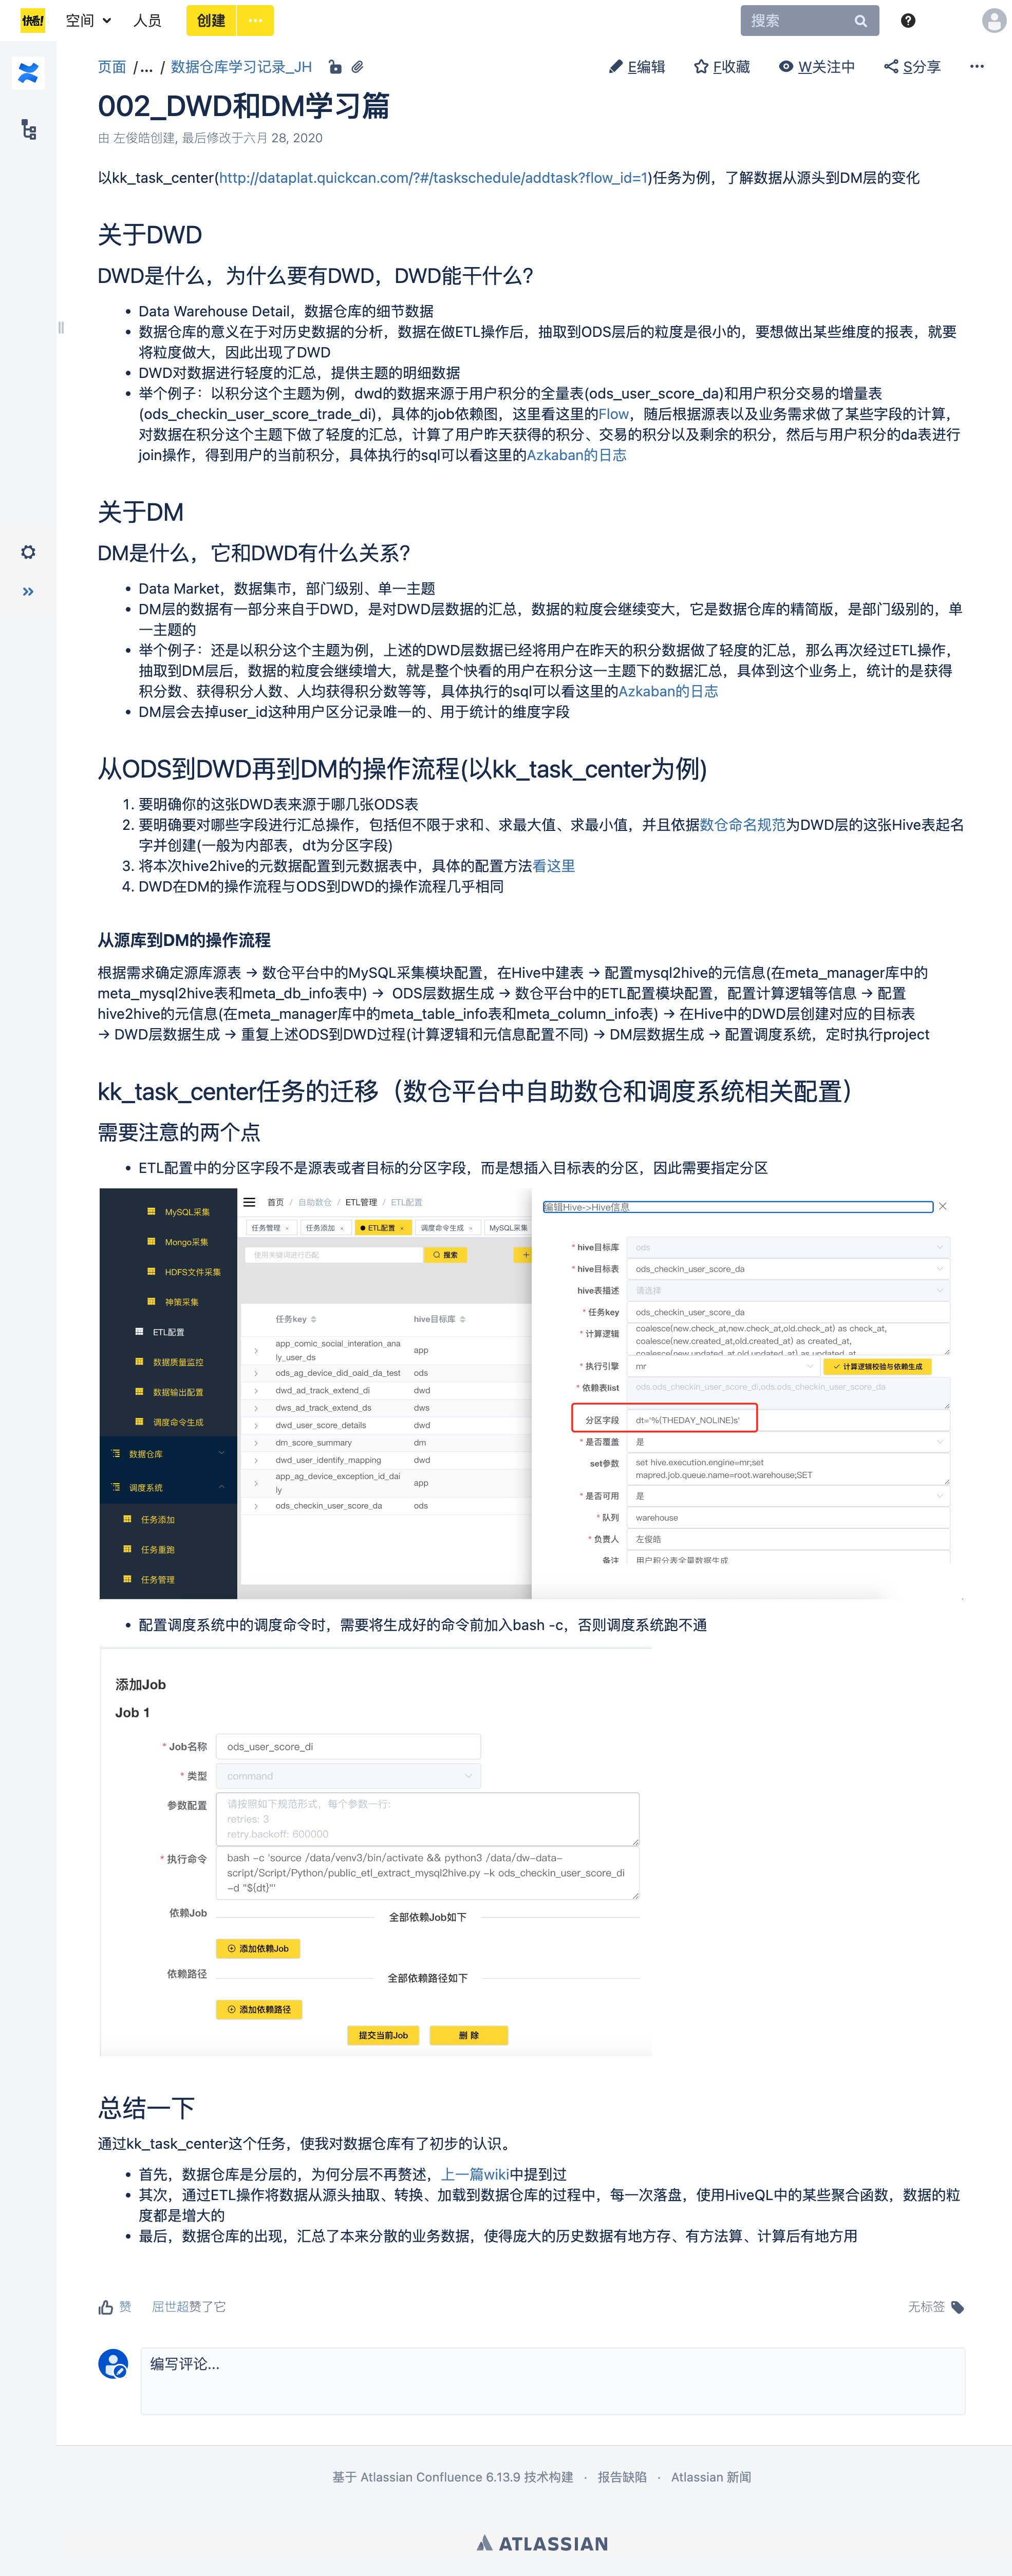 快看!
空间
人员
创建
···
搜索
页面 /... / 数据仓库学习记录_JH
E编辑
F收藏
W关注中
S分享
···
002_DWD和DM学习篇
由 左俊皓创建, 最后修改于六月 28, 2020
以kk_task_center(http://dataplat.quickcan.com/?#/taskschedule/addtask?flow_id=1)任务为例，了解数据从源头到DM层的变化
关于DWD
DWD是什么，为什么要有DWD，DWD能干什么?
• Data Warehouse Detail，数据仓库的细节数据
• 数据仓库的意义在于对历史数据的分析，数据在做ETL操作后，抽取到ODS层后的粒度是很小的，要想做出某些维度的报表，就要
将粒度做大，因此出现了DWD
• DWD对数据进行轻度的汇总，提供主题的明细数据
• 举个例子：以积分这个主题为例，dwd的数据来源于用户积分的全量表(ods_user_score_da)和用户积分交易的增量表
(ods_checkin_user_score_trade_di)，具体的job依赖图，这里看这里的Flow，随后根据源表以及业务需求做了某些字段的计算，
对数据在积分这个主题下做了轻度的汇总，计算了用户昨天获得的积分、交易的积分以及剩余的积分，然后与用户积分的da表进行
join操作，得到用户的当前积分，具体执行的sql可以看这里的Azkaban的日志
关于DM
DM是什么，它和DWD有什么关系?
• Data Market，数据集市，部门级别、单一主题
• DM层的数据有一部分来自于DWD，是对DWD层数据的汇总，数据的粒度会继续变大，它是数据仓库的精简版，是部门级别的，单
一主题的
• 举个例子：还是以积分这个主题为例，上述的DWD层数据已经将用户在昨天的积分数据做了轻度的汇总，那么再次经过ETL操作，
抽取到DM层后，数据的粒度会继续增大，就是整个快看的用户在积分这一主题下的数据汇总，具体到这个业务上，统计的是获得
积分数、获得积分人数、人均获得积分数等等，具体执行的sql可以看这里的Azkaban的日志
• DM层会去掉user_id这种用户区分记录唯一的、用于统计的维度字段
从ODS到DWD再到DM的操作流程(以kk_task_center为例)
1. 要明确你的这张DWD表来源于哪几张ODS表
2. 要明确要对哪些字段进行汇总操作，包括但不限于求和、求最大值、求最小值，并且依据数仓命名规范为DWD层的这张Hive表起名
字并创建(一般为内部表，dt为分区字段)
3. 将本次hive2hive的元数据配置到元数据表中，具体的配置方法看这里
4. DWD在DM的操作流程与ODS到DWD的操作流程几乎相同
从源库到DM的操作流程
根据需求确定源库源表 → 数仓平台中的MySQL采集模块配置，在Hive中建表 → 配置mysql2hive的元信息(在meta_manager库中的
meta_mysql2hive表和meta_db_info表中) → ODS层数据生成 → 数仓平台中的ETL配置模块配置，配置计算逻辑等信息 → 配置
hive2hive的元信息(在meta_manager库中的meta_table_info表和meta_column_info表) → 在Hive中的DWD层创建对应的目标表
→ DWD层数据生成 → 重复上述ODS到DWD过程(计算逻辑和元信息配置不同) → DM层数据生成 → 配置调度系统，定时执行project
kk_task_center任务的迁移（数仓平台中自助数仓和调度系统相关配置）
需要注意的两个点
• ETL配置中的分区字段不是源表或者目标的分区字段，而是想插入目标表的分区，因此需要指定分区
MySQL采集
Mongo采集
HDFS文件采集
神策采集
ETL配置
数据质量监控
数据输出配置
调度命令生成
数据仓库
调度系统
任务添加
任务重跑
任务管理
首页 / 自助数仓 / ETL管理 / ETL配置
任务管理 ×
任务添加 ×
● ETL配置 ×
调度命令生成 ×
MySQL采集
使用关键词进行匹配
搜索
+
任务key
hive目标库
app_comic_social_interation_ana
ly_user_ds
app
ods_ag_device_did_oaid_da_test
ods
dwd_ad_track_extend_di
dwd
dws_ad_track_extend_ds
dws
dwd_user_score_details
dwd
dm_score_summary
dm
dwd_user_identify_mapping
dwd
app_ag_device_exception_id_dai
ly
app
ods_checkin_user_score_da
ods
编辑Hive->Hive信息
* hive目标库
ods
* hive目标表
ods_checkin_user_score_da
hive表描述
请选择
* 任务key
ods_checkin_user_score_da
* 计算逻辑
coalesce(new.check_at,new.check_at,old.check_at) as check_at,
coalesce(new.created_at,old.created_at) as created_at,
coalesce(new.updated_at,old.updated_at) as updated_at
* 执行引擎
mr
计算逻辑校验与依赖生成
* 依赖表list
ods.ods_checkin_user_score_di,ods.ods_checkin_user_score_da
分区字段
dt='%(THEDAY_NOLINE)s'
* 是否覆盖
是
set参数
set hive.execution.engine=mr;set
mapred.job.queue.name=root.warehouse;SET
* 是否可用
是
* 队列
warehouse
* 负责人
左俊皓
备注
用户积分表全量数据生成
• 配置调度系统中的调度命令时，需要将生成好的命令前加入bash -c，否则调度系统跑不通
添加Job
Job 1
* Job名称
ods_user_score_di
* 类型
command
参数配置
请按照如下规范形式，每个参数一行:
retries: 3
retry.backoff: 600000
* 执行命令
bash -c 'source /data/venv3/bin/activate && python3 /data/dw-data-
script/Script/Python/public_etl_extract_mysql2hive.py -k ods_checkin_user_score_di
-d "${dt}"'
依赖Job
全部依赖Job如下
添加依赖Job
依赖路径
全部依赖路径如下
添加依赖路径
提交当前Job
删 除
总结一下
通过kk_task_center这个任务，使我对数据仓库有了初步的认识。
• 首先，数据仓库是分层的，为何分层不再赘述，上一篇wiki中提到过
• 其次，通过ETL操作将数据从源头抽取、转换、加载到数据仓库的过程中，每一次落盘，使用HiveQL中的某些聚合函数，数据的粒
度都是增大的
• 最后，数据仓库的出现，汇总了本来分散的业务数据，使得庞大的历史数据有地方存、有方法算、计算后有地方用
赞
屈世超赞了它
无标签
编写评论...
基于 Atlassian Confluence 6.13.9 技术构建 · 报告缺陷 · Atlassian 新闻
ATLASSIAN